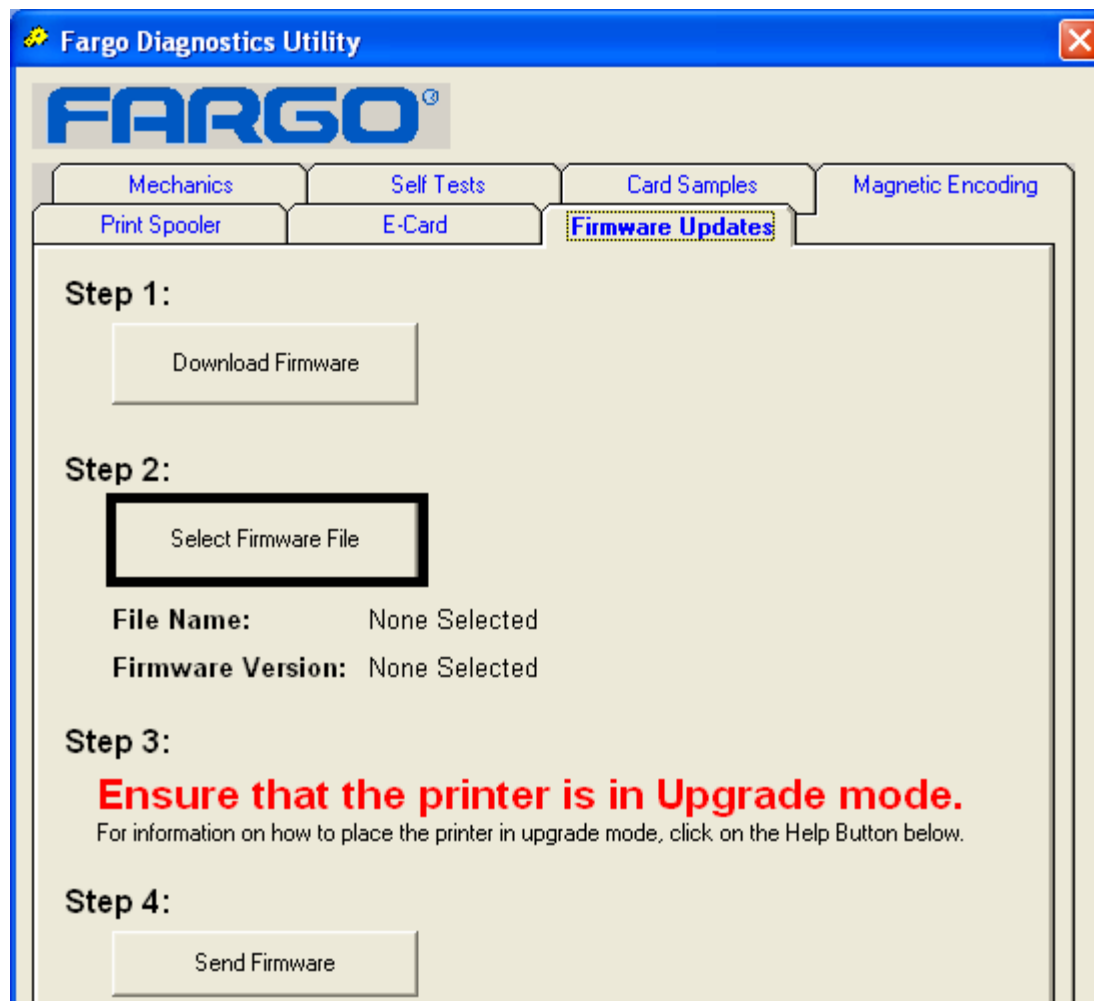 Fargo Diagnostics Utility
FARGO®
Mechanics Self Tests Card Samples Magnetic Encoding
Print Spooler E-Card Firmware Updates
Step 1:
Download Firmware
Step 2:
Select Firmware File
File Name: None Selected
Firmware Version: None Selected
Step 3:
Ensure that the printer is in Upgrade mode.
For information on how to place the printer in upgrade mode, click on the Help Button below.
Step 4:
Send Firmware